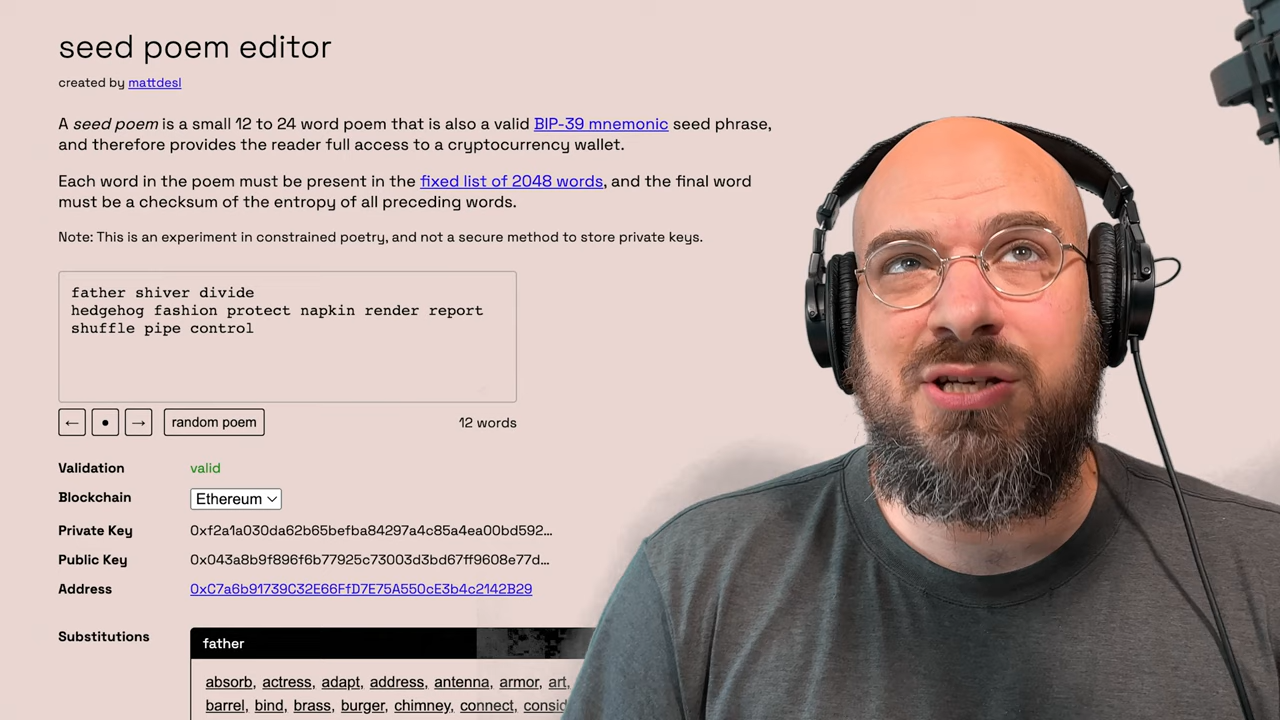 seed poem editor
created by mattdesl
A seed poem is a small 12 to 24 word poem that is also a valid BIP-39 mnemonic seed phrase,
and therefore provides the reader full access to a cryptocurrency wallet.
Each word in the poem must be present in the fixed list of 2048 words, and the final word
must be a checksum of the entropy of all preceding words.
Note: This is an experiment in constrained poetry, and not a secure method to store private keys.
father shiver divide
hedgehog fashion protect napkin render report
shuffle pipe control
← • → random poem 12 words
Validation valid
Blockchain Ethereum
Private Key 0xf2a1a030da62b65befba84297a4c85a4ea00bd592...
Public Key 0x043a8b9f896f6b77925c73003d3bd67ff9608e77d...
Address 0xC7a6b91739C32E66FfD7E75A550cE3b4c2142B29
Substitutions father
absorb, actress, adapt, address, antenna, armor, art,
barrel, bind, brass, burger, chimney, connect,